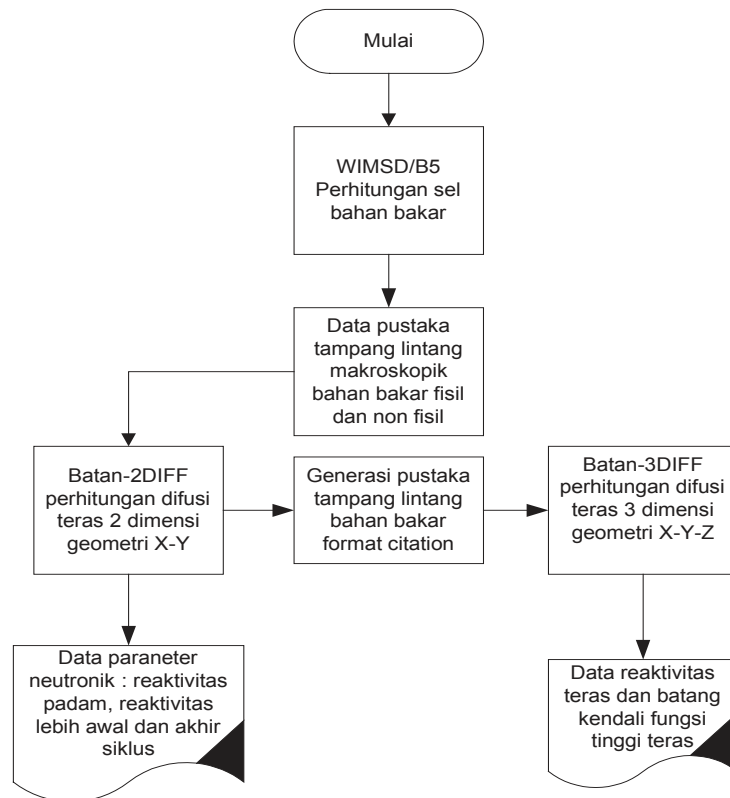 Mulai
WIMSD/B5
Perhitungan sel
bahan bakar
Data pustaka
tampang lintang
makroskopik
bahan bakar fisil
dan non fisil
Batan-2DIFF
perhitungan difusi
teras 2 dimensi
geometri X-Y
Generasi pustaka
tampang lintang
bahan bakar
format citation
Batan-3DIFF
perhitungan difusi
teras 3 dimensi
geometri X-Y-Z
Data paraneter
neutronik : reaktivitas
padam, reaktivitas
lebih awal dan akhir
siklus
Data reaktivitas
teras dan batang
kendali fungsi
tinggi teras